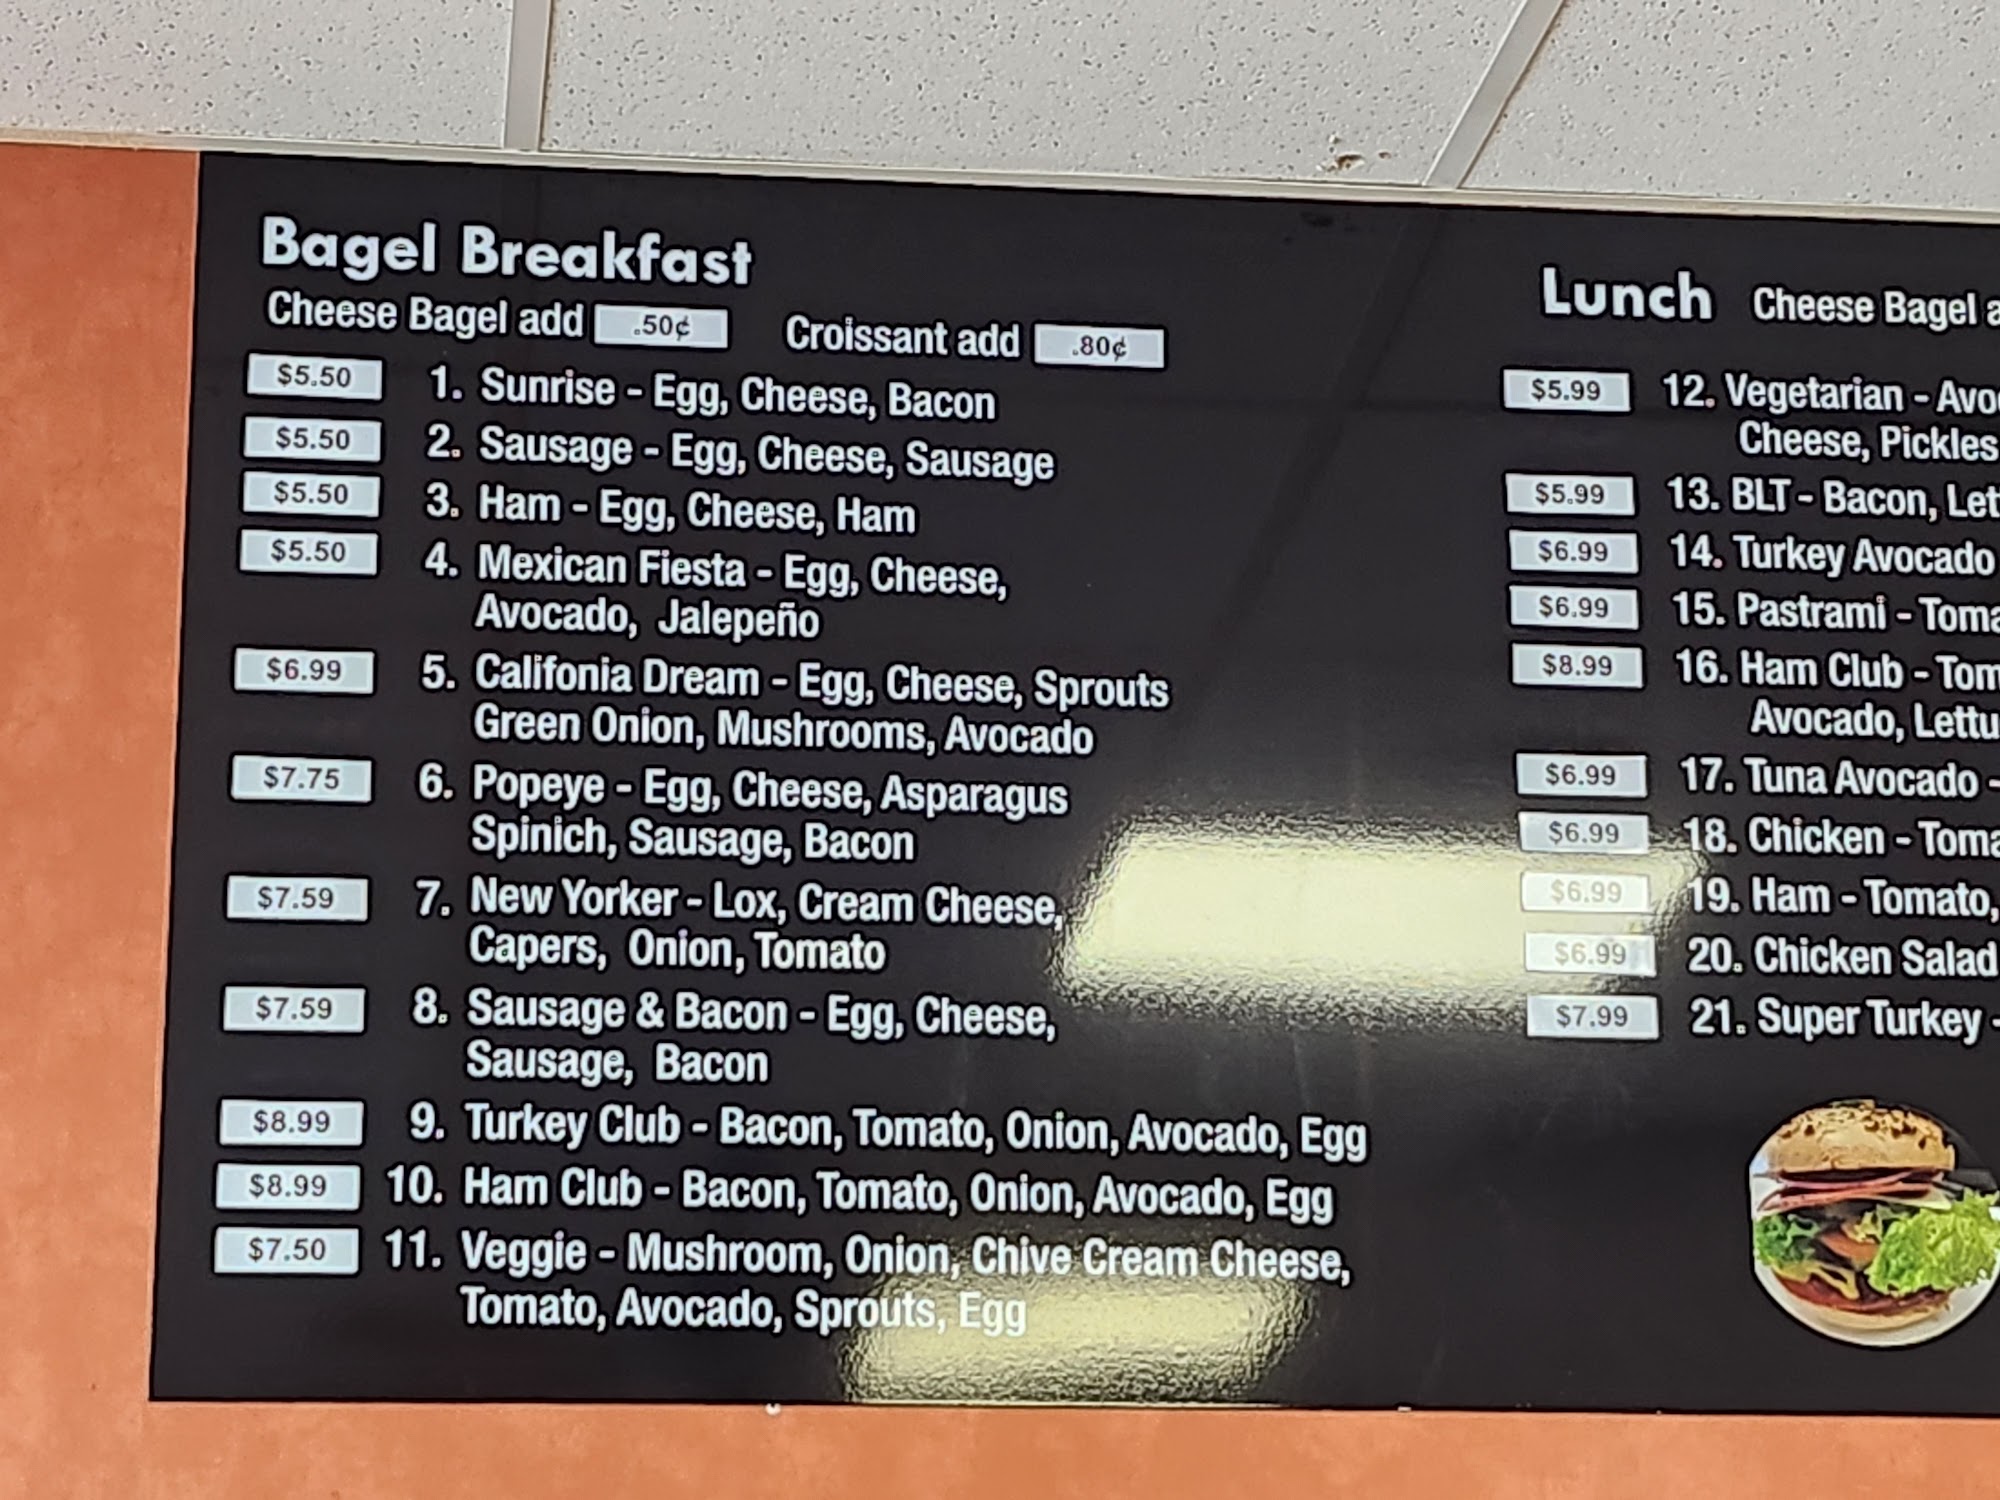 Bagel Breakfast
Cheese Bagel add .50¢ Croissant add .80¢
$5.50 1. Sunrise - Egg, Cheese, Bacon
$5.50 2. Sausage - Egg, Cheese, Sausage
$5.50 3. Ham - Egg, Cheese, Ham
$5.50 4. Mexican Fiesta - Egg, Cheese,
Avocado, Jalepeño
$6.99 5. Califonia Dream - Egg, Cheese, Sprouts
Green Onion, Mushrooms, Avocado
$7.75 6. Popeye - Egg, Cheese, Asparagus
Spinich, Sausage, Bacon
$7.59 7. New Yorker - Lox, Cream Cheese,
Capers, Onion, Tomato
$7.59 8. Sausage & Bacon - Egg, Cheese,
Sausage, Bacon
$8.99 9. Turkey Club - Bacon, Tomato, Onion, Avocado, Egg
$8.99 10. Ham Club - Bacon, Tomato, Onion, Avocado, Egg
$7.50 11. Veggie - Mushroom, Onion, Chive Cream Cheese,
Tomato, Avocado, Sprouts, Egg
Lunch Cheese Bagel
$5.99 12. Vegetarian -
Cheese, Pickles
$5.99 13. BLT - Bacon,
$6.99 14. Turkey Avocado
$6.99 15. Pastrami -
$8.99 16. Ham Club -
Avocado,
$6.99 17. Tuna Avocado -
$6.99 18. Chicken -
$6.99 19. Ham - Tomato,
$6.99 20. Chicken Salad
$7.99 21. Super Turkey -